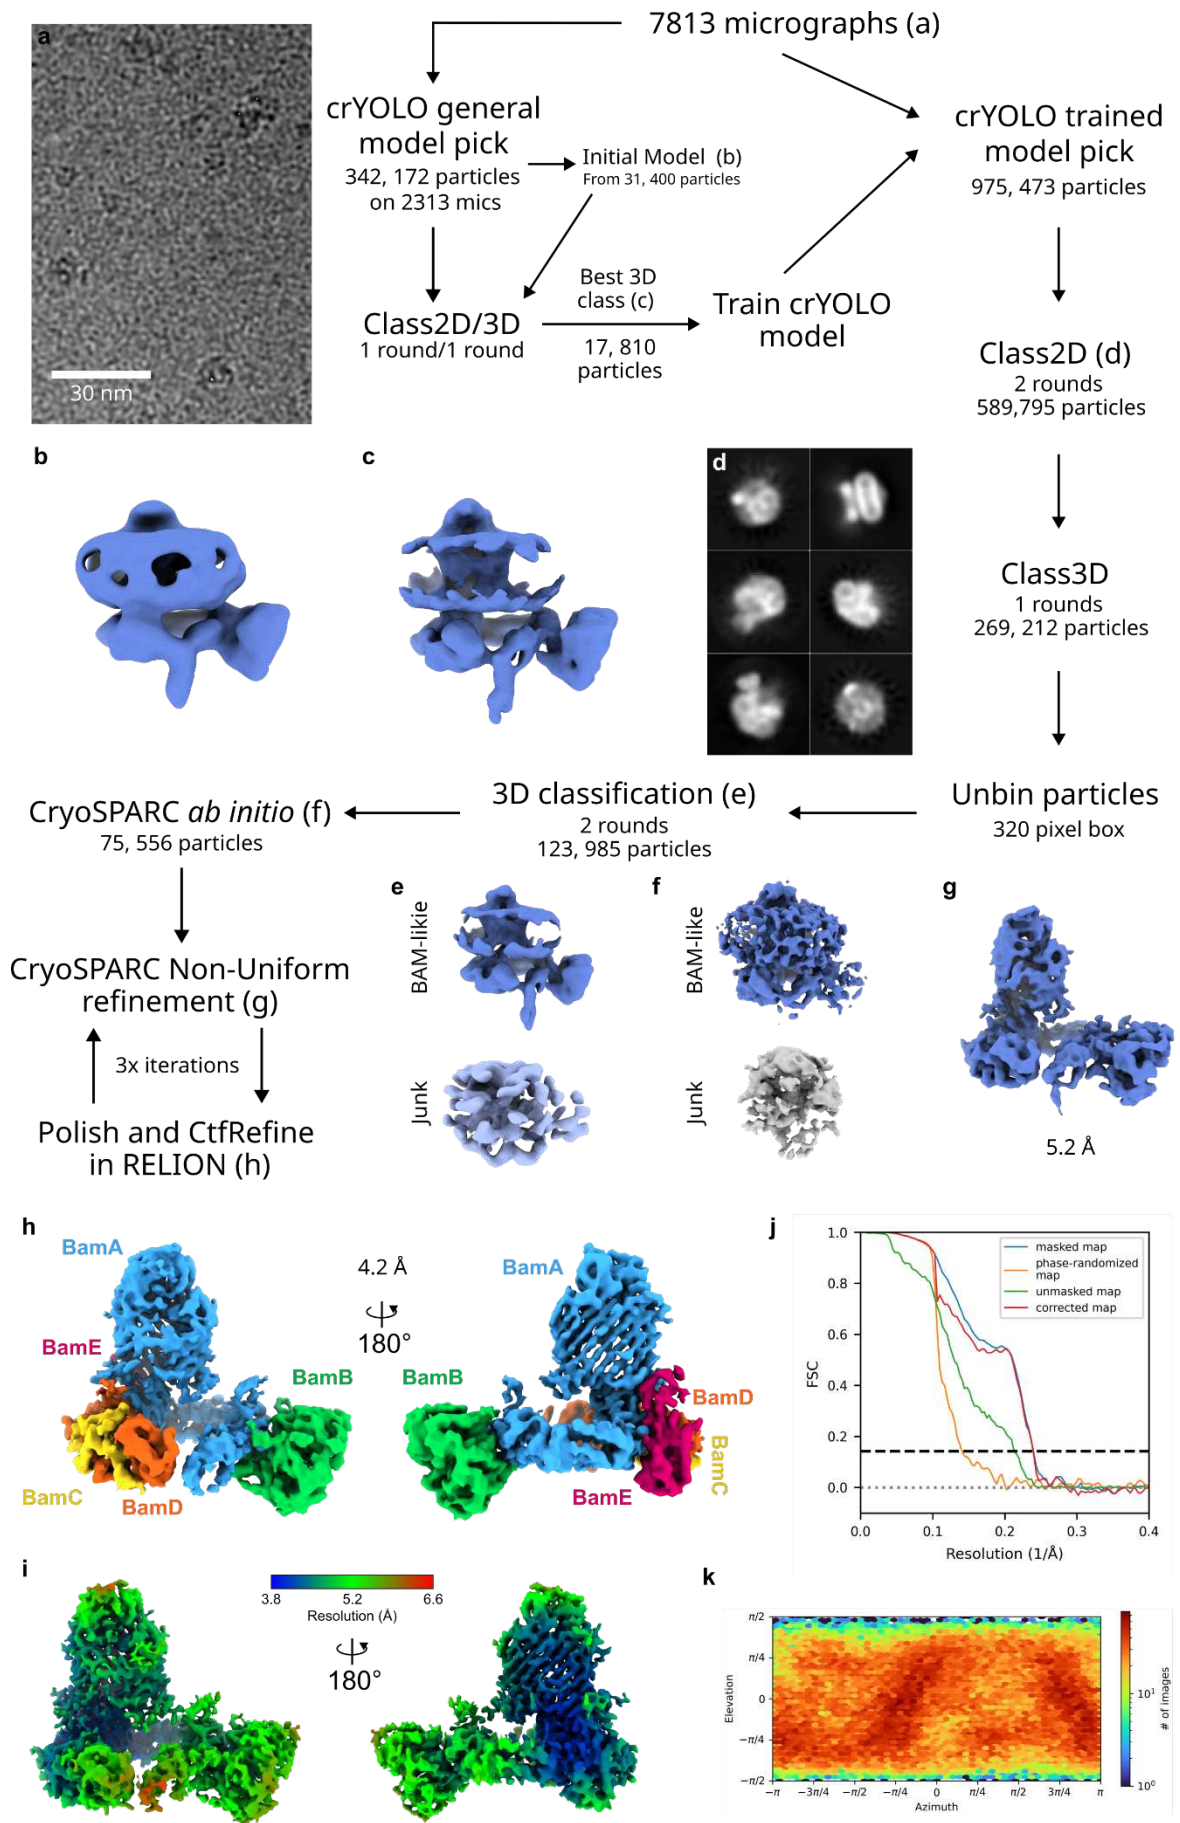 a
7813 micrographs (a)
crYOLO general
model pick
342, 172 particles
on 2313 mics
Initial Model (b)
From 31, 400 particles
crYOLO trained
model pick
975, 473 particles
Class2D/3D
1 round/1 round
Best 3D
class (c)
17, 810
particles
Train crYOLO
model
30 nm
Class2D (d)
2 rounds
589,795 particles
b
c
d
Class3D
1 rounds
269, 212 particles
CryoSPARC ab initio (f)
75, 556 particles
3D classification (e)
2 rounds
123, 985 particles
Unbin particles
320 pixel box
CryoSPARC Non-Uniform
refinement (g)
3x iterations
Polish and CtfRefine
in RELION (h)
e
BAM-likie
Junk
f
BAM-like
Junk
g
5.2 Å
h
BamA
BamE
BamB
BamC
BamD
4.2 Å
180°
BamA
BamB
BamD
BamC
BamE
j
1.0
0.8
0.6
0.4
0.2
0.0
FSC
masked map
phase-randomized
map
unmasked map
corrected map
0.0 0.1 0.2 0.3 0.4
Resolution (1/Å)
i
3.8 5.2 6.6
Resolution (Å)
180°
k
π/2
π/4
0
−π/4
−π/2
Elevation
−π −3π/4 −π/2 −π/4 0 π/4 π/2 3π/4 π
Azimuth
10¹
10⁰
# of images